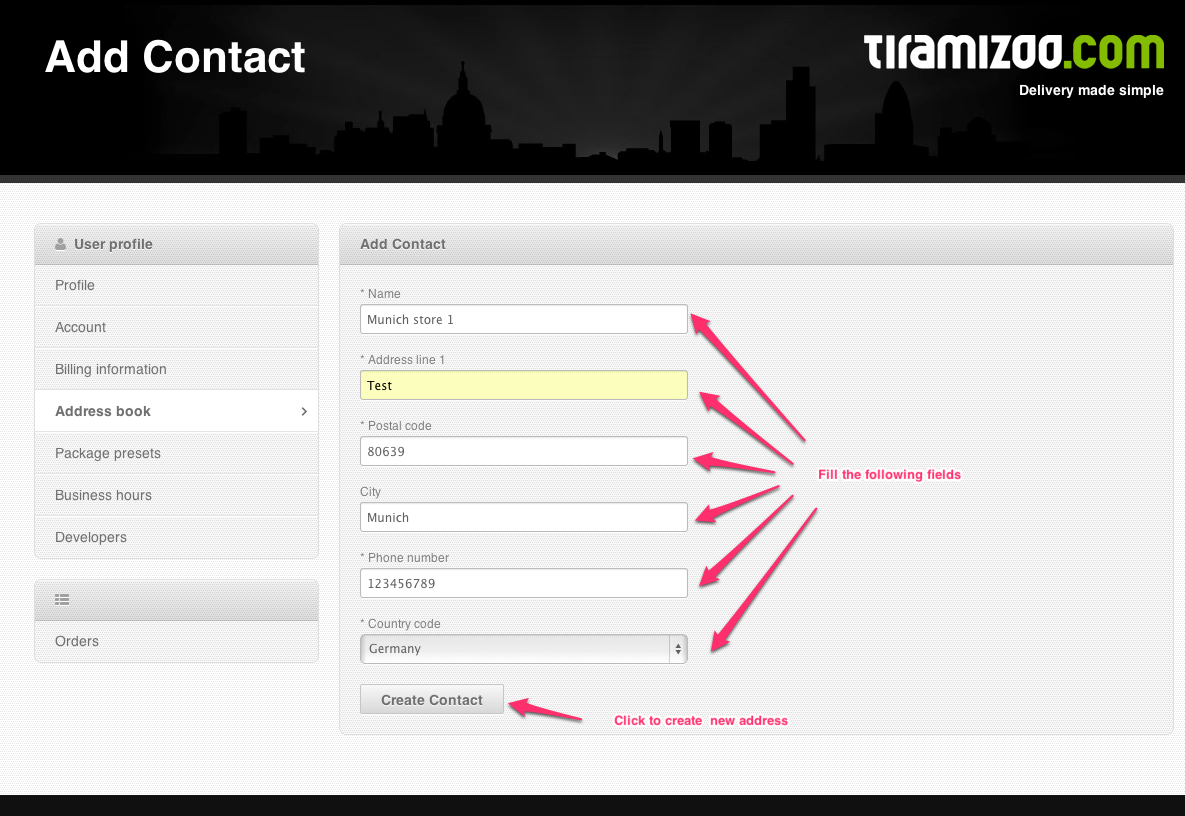 Add Contact
tiramizoo.com
Delivery made simple
User profile
Profile
Account
Billing information
Address book
Package presets
Business hours
Developers
Orders
Add Contact
* Name
Munich store 1
* Address line 1
Test
* Postal code
80639
Fill the following fields
City
Munich
* Phone number
123456789
* Country code
Germany
Create Contact
Click to create  new address